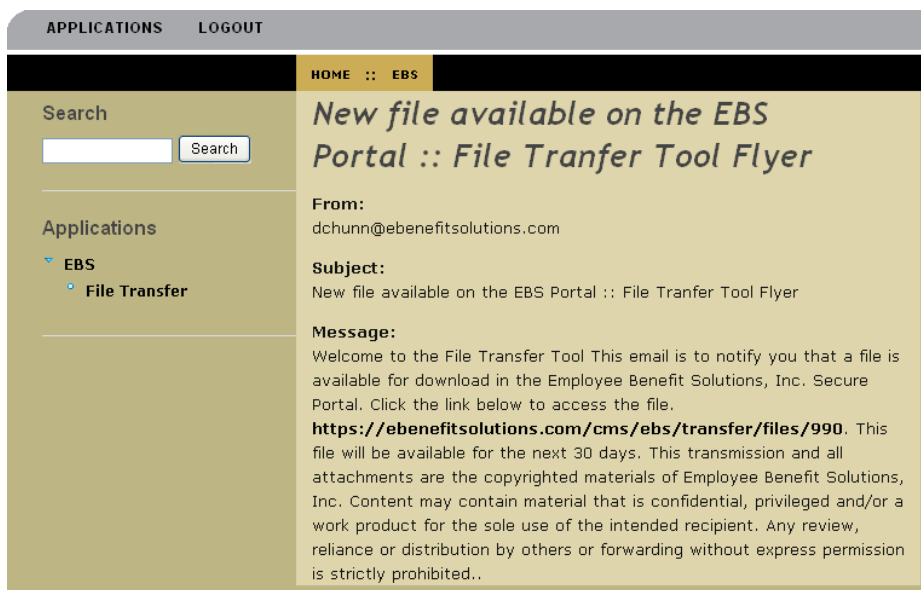 APPLICATIONS LOGOUT
HOME :: EBS
Search
Search
Applications
EBS
File Transfer
New file available on the EBS
Portal :: File Tranfer Tool Flyer
From:
dchunn@ebenefitsolutions.com
Subject:
New file available on the EBS Portal :: File Tranfer Tool Flyer
Message:
Welcome to the File Transfer Tool This email is to notify you that a file is
available for download in the Employee Benefit Solutions, Inc. Secure
Portal. Click the link below to access the file.
https://ebenefitsolutions.com/cms/ebs/transfer/files/990. This
file will be available for the next 30 days. This transmission and all
attachments are the copyrighted materials of Employee Benefit Solutions,
Inc. Content may contain material that is confidential, privileged and/or a
work product for the sole use of the intended recipient. Any review,
reliance or distribution by others or forwarding without express permission
is strictly prohibited..